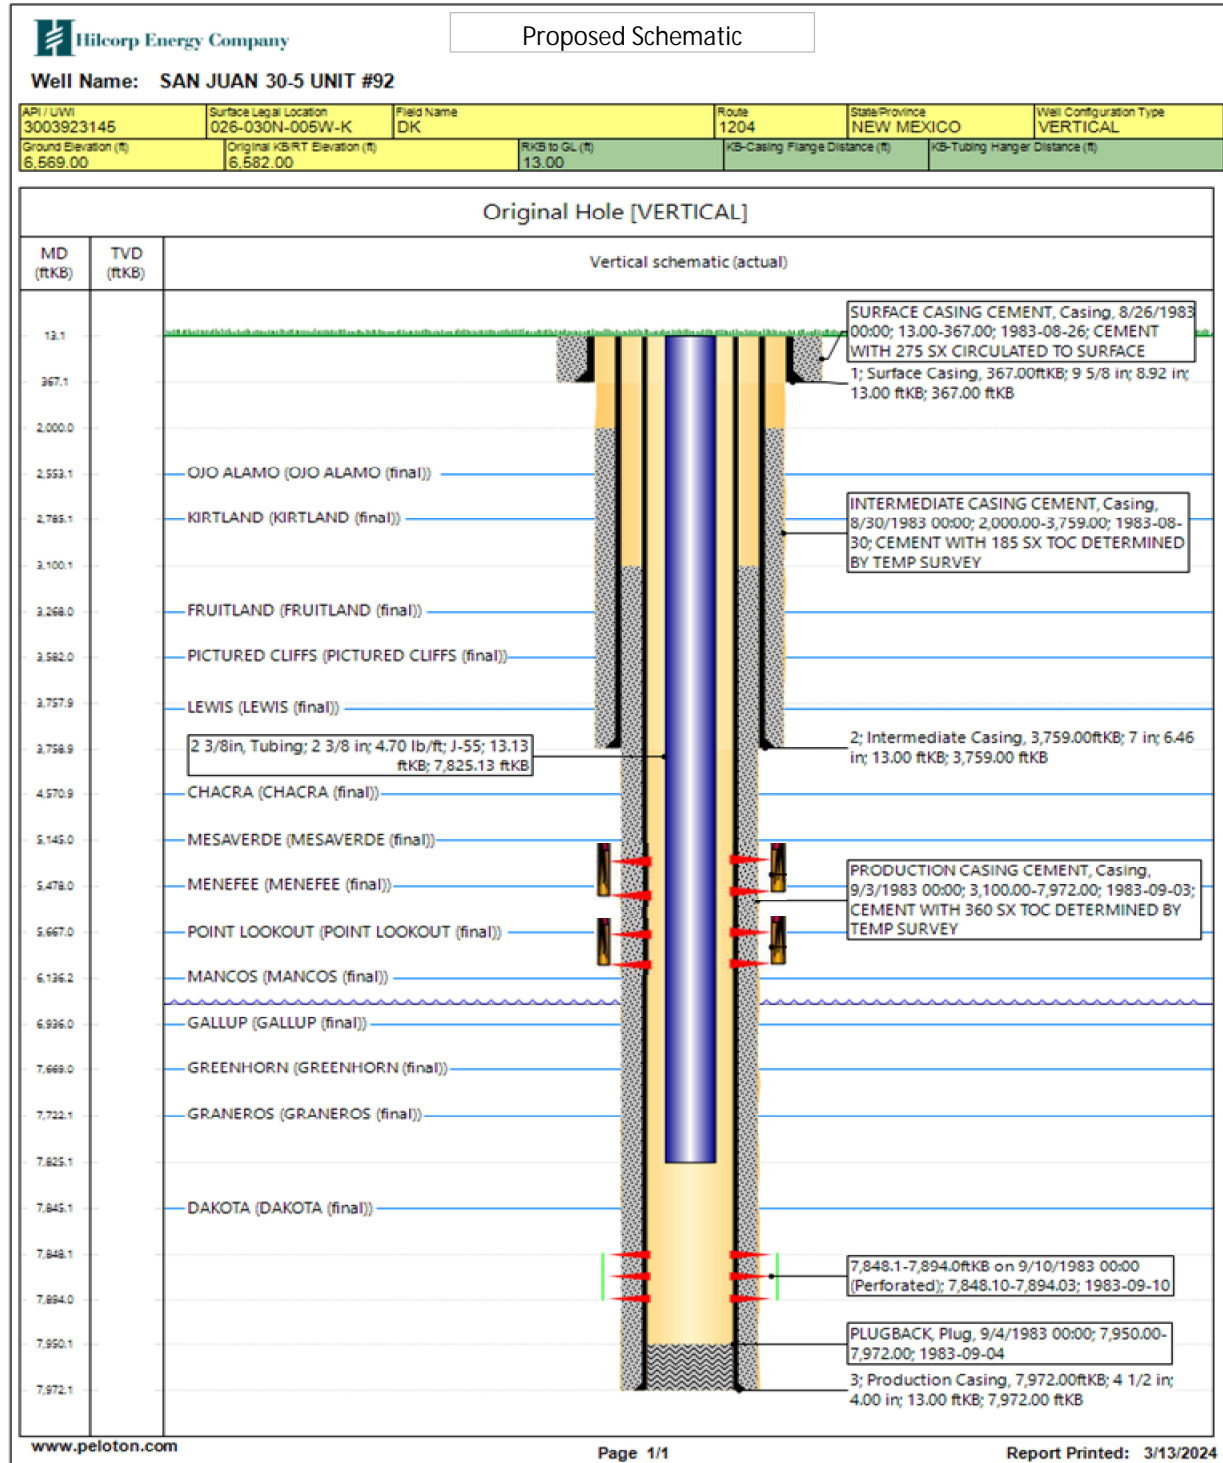 Hilcorp Energy Company
Proposed Schematic
Well Name: SAN JUAN 30-5 UNIT #92
API / UWI
3003923145
Surface Legal Location
026-030N-005W-K
Field Name
DK
Route
1204
State/Province
NEW MEXICO
Well Configuration Type
VERTICAL
Ground Elevation (ft)
6,569.00
Original KB/RT Elevation (ft)
6,582.00
RKB to GL (ft)
13.00
KB-Casing Flange Distance (ft)
KB-Tubing Hanger Distance (ft)
Original Hole [VERTICAL]
MD
(ftKB)
TVD
(ftKB)
Vertical schematic (actual)
SURFACE CASING CEMENT, Casing, 8/26/1983
00:00; 13.00-367.00; 1983-08-26; CEMENT
WITH 275 SX CIRCULATED TO SURFACE
13.1
1; Surface Casing, 367.00ftKB; 9 5/8 in; 8.92 in;
13.00 ftKB; 367.00 ftKB
367.1
2,000.0
2,553.1
OJO ALAMO (OJO ALAMO (final))
INTERMEDIATE CASING CEMENT, Casing,
8/30/1983 00:00; 2,000.00-3,759.00; 1983-08-
30; CEMENT WITH 185 SX TOC DETERMINED
BY TEMP SURVEY
2,785.1
KIRTLAND (KIRTLAND (final))
3,100.1
3,268.0
FRUITLAND (FRUITLAND (final))
3,582.0
PICTURED CLIFFS (PICTURED CLIFFS (final))
3,757.9
LEWIS (LEWIS (final))
3,758.9
2 3/8in, Tubing; 2 3/8 in; 4.70 lb/ft; J-55; 13.13
ftKB; 7,825.13 ftKB
2; Intermediate Casing, 3,759.00ftKB; 7 in; 6.46
in; 13.00 ftKB; 3,759.00 ftKB
4,570.9
CHACRA (CHACRA (final))
5,145.0
MESAVERDE (MESAVERDE (final))
5,478.0
MENEFEE (MENEFEE (final))
PRODUCTION CASING CEMENT, Casing,
9/3/1983 00:00; 3,100.00-7,972.00; 1983-09-03;
CEMENT WITH 360 SX TOC DETERMINED BY
TEMP SURVEY
5,667.0
POINT LOOKOUT (POINT LOOKOUT (final))
6,136.2
MANCOS (MANCOS (final))
6,936.0
GALLUP (GALLUP (final))
7,669.0
GREENHORN (GREENHORN (final))
7,722.1
GRANEROS (GRANEROS (final))
7,825.1
7,845.1
DAKOTA (DAKOTA (final))
7,848.1
7,848.1-7,894.0ftKB on 9/10/1983 00:00
(Perforated); 7,848.10-7,894.03; 1983-09-10
7,894.0
PLUGBACK, Plug, 9/4/1983 00:00; 7,950.00-
7,972.00; 1983-09-04
7,950.1
3; Production Casing, 7,972.00ftKB; 4 1/2 in;
4.00 in; 13.00 ftKB; 7,972.00 ftKB
7,972.1
www.peloton.com
Page 1/1
Report Printed: 3/13/2024